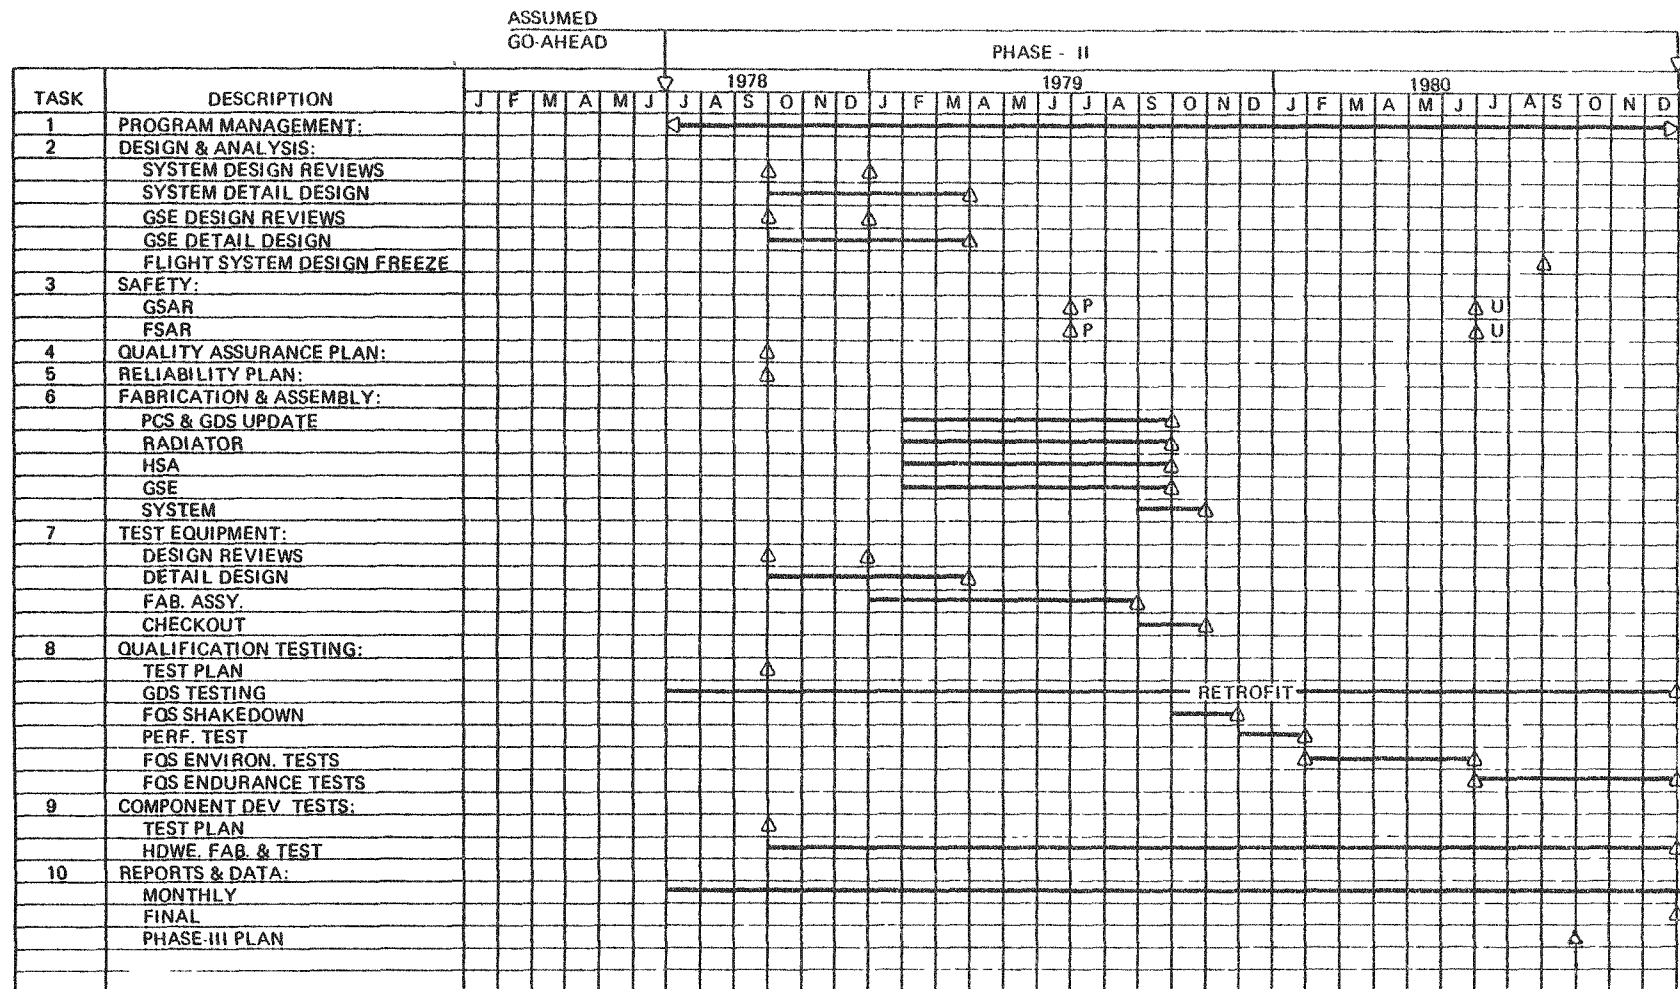 ASSUMED
GO-AHEAD
PHASE - II
1978 1979 1980
TASK DESCRIPTION J F M A M J J A S O N D J F M A M J J A S O N D J F M A M J J A S O N D
1 PROGRAM MANAGEMENT:
2 DESIGN & ANALYSIS:
SYSTEM DESIGN REVIEWS
SYSTEM DETAIL DESIGN
GSE DESIGN REVIEWS
GSE DETAIL DESIGN
FLIGHT SYSTEM DESIGN FREEZE
3 SAFETY:
GSAR P U
FSAR P U
4 QUALITY ASSURANCE PLAN:
5 RELIABILITY PLAN:
6 FABRICATION & ASSEMBLY:
PCS & GDS UPDATE
RADIATOR
HSA
GSE
SYSTEM
7 TEST EQUIPMENT:
DESIGN REVIEWS
DETAIL DESIGN
FAB. ASSY.
CHECKOUT
8 QUALIFICATION TESTING:
TEST PLAN
GDS TESTING RETROFIT
FQS SHAKEDOWN
PERF. TEST
FQS ENVIRON. TESTS
FQS ENDURANCE TESTS
9 COMPONENT DEV TESTS:
TEST PLAN
HDWE. FAB. & TEST
10 REPORTS & DATA:
MONTHLY
FINAL
PHASE-III PLAN